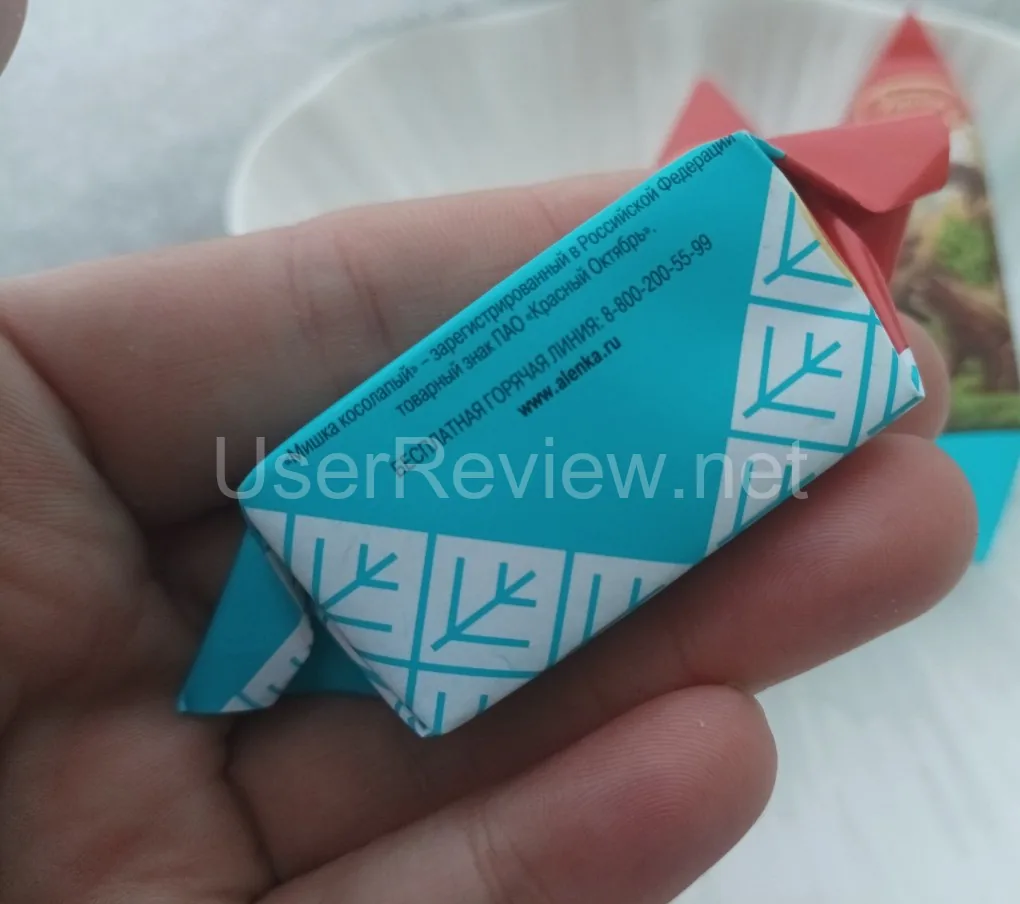 Мишка косолапый» – зарегистрированный в Российской Федерации
товарный знак ПАО «Красный Октябрь».
БЕСПЛАТНАЯ ГОРЯЧАЯ ЛИНИЯ: 8-800-200-55-99
www.alenka.ru
UserReview.net